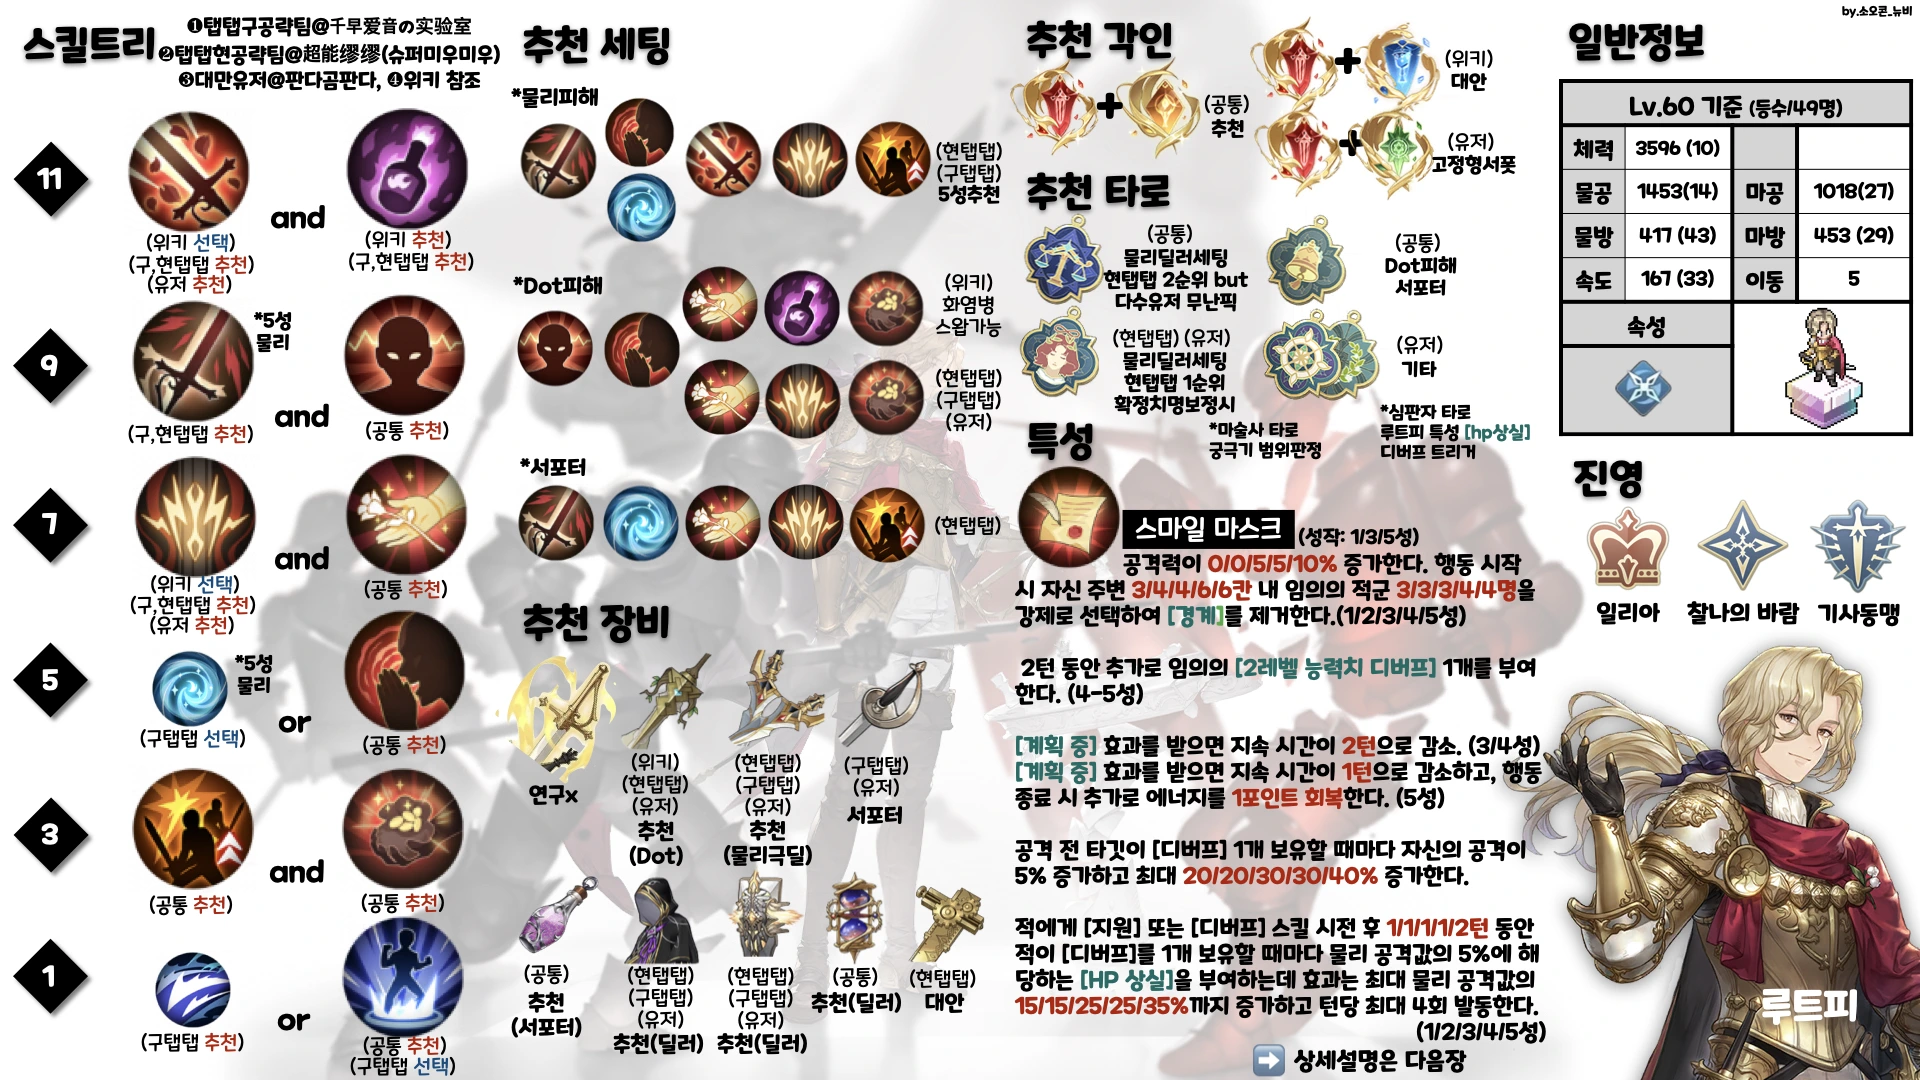 by.소오콘_뉴비
스킬트리
❶탭탭구공략팀@千早爱音の实验室
❷탭탭현공략팀@超能缪缪(슈퍼미우미우)
❸대만유저@판다곰판다, ❹위키 참조
11
and
(위키 선택)
(구,현탭탭 추천)
(유저 추천)
(위키 추천)
(구,현탭탭 추천)
9
*5성
물리
and
(구,현탭탭 추천)
(공통 추천)
7
and
(위키 선택)
(구,현탭탭 추천)
(유저 추천)
(공통 추천)
5
*5성
물리
or
(구탭탭 선택)
(공통 추천)
3
and
(공통 추천)
(공통 추천)
1
or
(구탭탭 추천)
(공통 추천)
(구탭탭 선택)
추천 세팅
*물리피해
(현탭탭)
(구탭탭)
5성추천
*Dot피해
(위키)
화염병
스왑가능
(현탭탭)
(구탭탭)
(유저)
*서포터
(현탭탭)
추천 장비
연구x
(위키)
(현탭탭)
(유저)
추천
(Dot)
(현탭탭)
(구탭탭)
(유저)
추천
(물리극딜)
(구탭탭)
(유저)
서포터
(공통)
추천
(서포터)
(현탭탭)
(구탭탭)
(유저)
추천(딜러)
(현탭탭)
(구탭탭)
(유저)
추천(딜러)
(공통)
추천(딜러)
(현탭탭)
대안
추천 각인
(공통)
추천
(위키)
대안
(유저)
고정형서폿
추천 타로
(공통)
물리딜러세팅
현탭탭 2순위 but
다수유저 무난픽
(공통)
Dot피해
서포터
(현탭탭) (유저)
물리딜러세팅
현탭탭 1순위
확정치명보정시
(유저)
기타
*마술사 타로
궁극기 범위판정
*심판자 타로
루트피 특성 [hp상실]
디버프 트리거
특성
스마일 마스크 (성작: 1/3/5성)
공격력이 0/0/5/5/10% 증가한다. 행동 시작
시 자신 주변 3/4/4/6/6칸 내 임의의 적군 3/3/3/4/4명을
강제로 선택하여 [경계]를 제거한다.(1/2/3/4/5성)
2턴 동안 추가로 임의의 [2레벨 능력치 디버프] 1개를 부여
한다. (4-5성)
[계획 중] 효과를 받으면 지속 시간이 2턴으로 감소. (3/4성)
[계획 중] 효과를 받으면 지속 시간이 1턴으로 감소하고, 행동
종료 시 추가로 에너지를 1포인트 회복한다. (5성)
공격 전 타깃이 [디버프] 1개 보유할 때마다 자신의 공격이
5% 증가하고 최대 20/20/30/30/40% 증가한다.
적에게 [지원] 또는 [디버프] 스킬 시전 후 1/1/1/1/2턴 동안
적이 [디버프]를 1개 보유할 때마다 물리 공격값의 5%에 해
당하는 [HP 상실]을 부여하는데 효과는 최대 물리 공격값의
15/15/25/25/35%까지 증가하고 턴당 최대 4회 발동한다.
(1/2/3/4/5성)
상세설명은 다음장
일반정보
Lv.60 기준 (등수/49명)
체력 3596 (10)
물공 1453(14) 마공 1018(27)
물방 417 (43) 마방 453 (29)
속도 167 (33) 이동 5
속성
진영
일리아 찰나의 바람 기사동맹
루트피